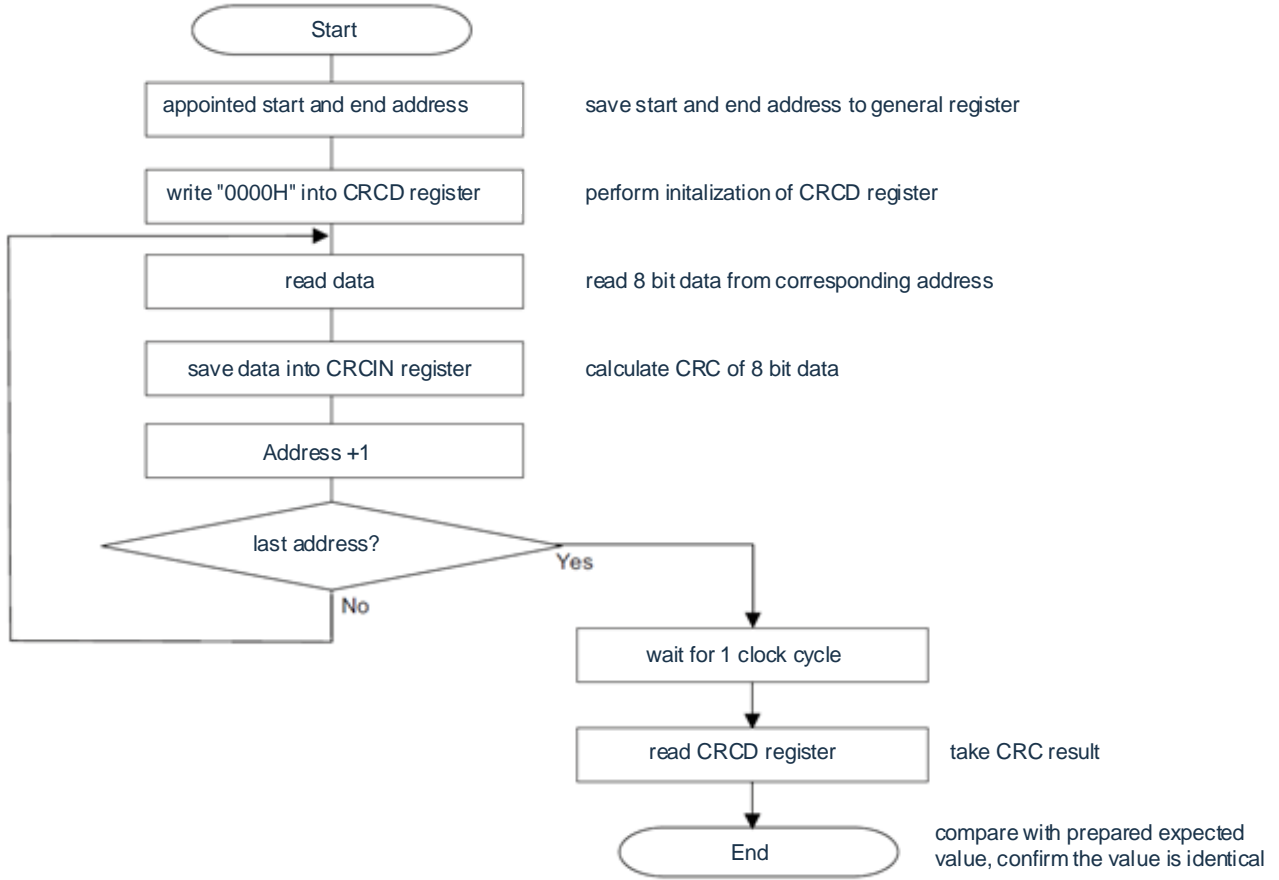 Start
appointed start and end address
save start and end address to general register
write "0000H" into CRCD register
perform initalization of CRCD register
read data
read 8 bit data from corresponding address
save data into CRCIN register
calculate CRC of 8 bit data
Address +1
last address?
Yes
No
wait for 1 clock cycle
read CRCD register
take CRC result
End
compare with prepared expected
value, confirm the value is identical